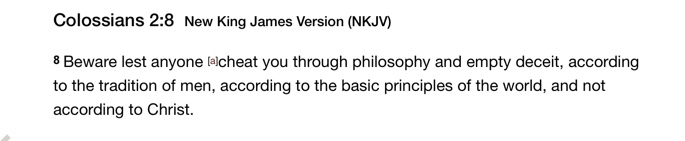 Colossians 2:8 New King James Version (NKJV)
8 Beware lest anyone [a]cheat you through philosophy and empty deceit, according
to the tradition of men, according to the basic principles of the world, and not
according to Christ.